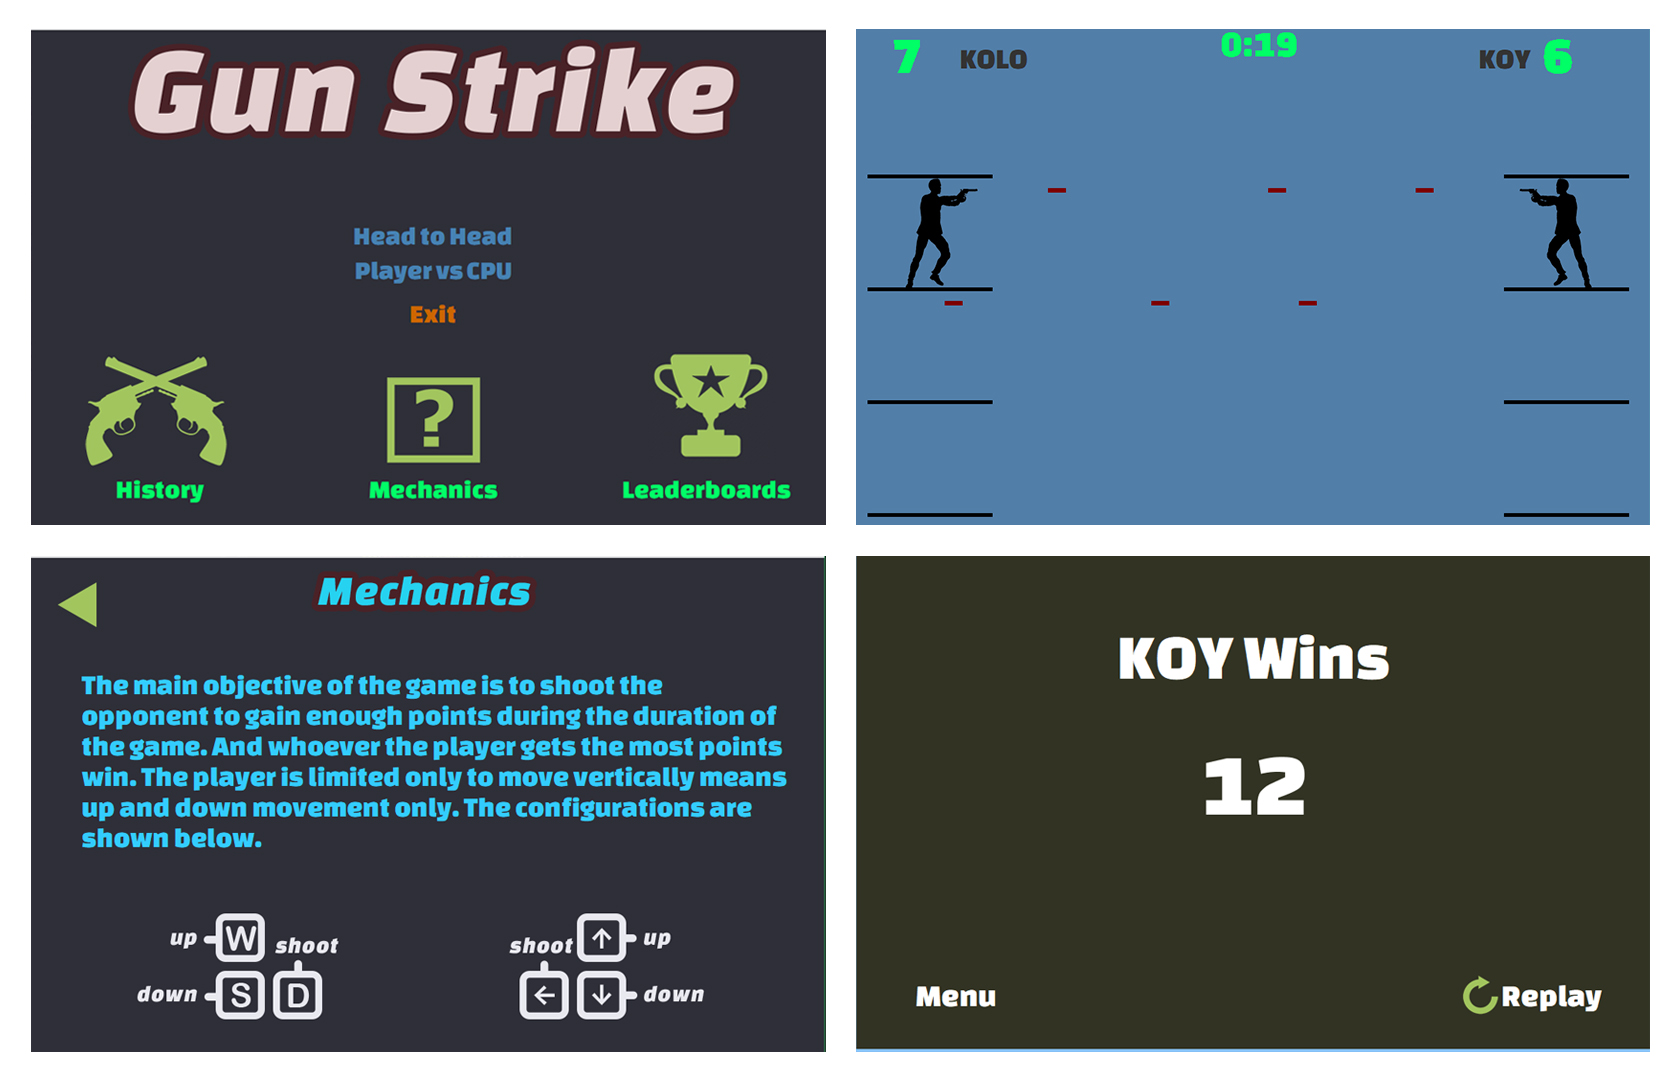 Gun Strike
Head to Head
Player vs CPU
Exit
?
History
Mechanics
Leaderboards
7 KOLO 0:19 KOY 6
Mechanics
The main objective of the game is to shoot the
opponent to gain enough points during the duration of
the game. And whoever the player gets the most points
win. The player is limited only to move vertically means
up and down movement only. The configurations are
shown below.
up W shoot
down S D
shoot ↑ up
← ↓ down
KOY Wins
12
Menu
Replay